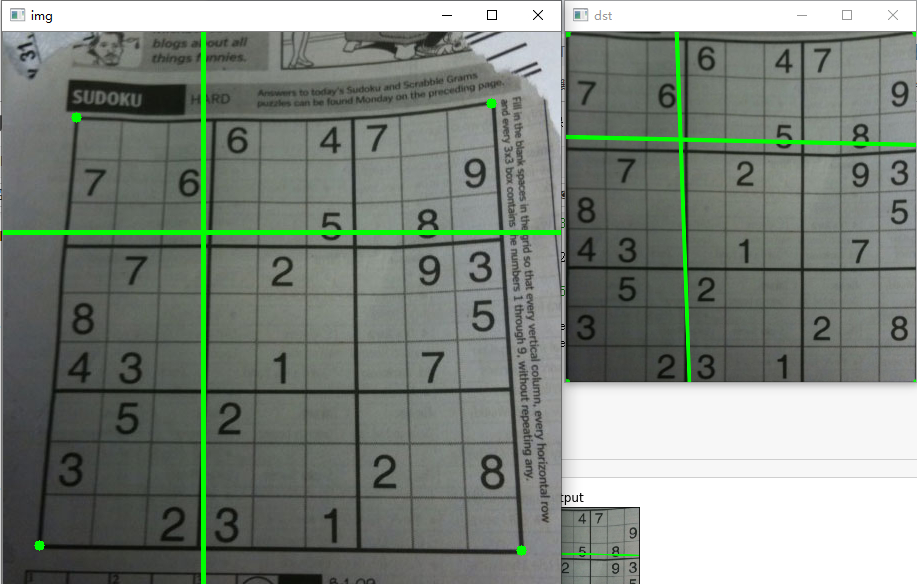 img
dst
31,
blogs about all
things funnies.
SUDOKU HARD
Answers to today's Sudoku and Scrabble Grams
puzzles can be found Monday on the preceding page.
Fill in the blank spaces in the grid so that every vertical column, every horizontal row
and every 3x3 box contains the numbers 1 through 9, without repeating any.
6 4 7
7 6 9
5 8
7 2 9 3
8 5
4 3 1 7
5 2
3 2 8
2 3 1
6 4 7
7 6 9
5 8
7 2 9 3
8 5
4 3 1 7
5 2
3 2 8
2 3 1
4 7
9
5 8
2 9 3